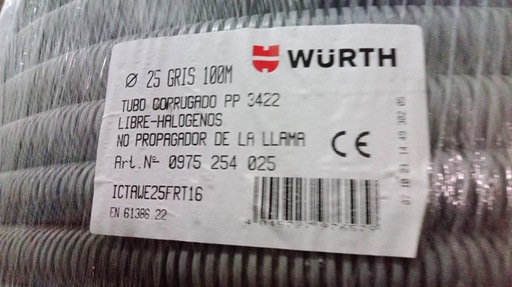 WÜRTH
Ø 25 GRIS 100M
TUBO CORRUGADO PP 3422
LIBRE-HALOGENOS
NO PROPAGADOR DE LA LLAMA
CE
Art.Nº 0975 254 025
ICTAWE25FRT16
EN 61386.22